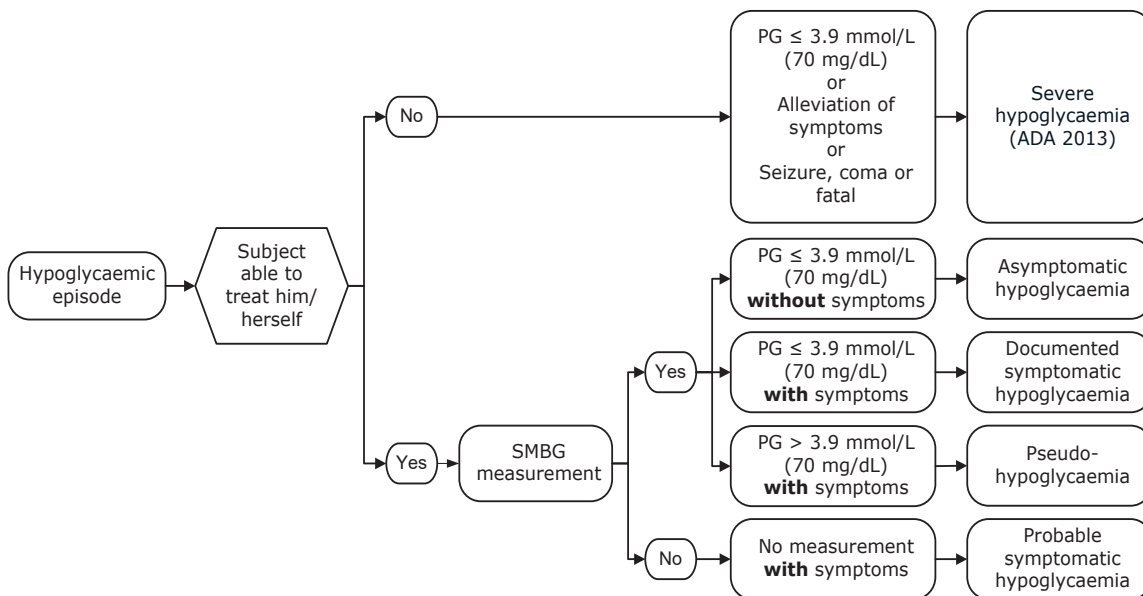 Hypoglycaemic
episode
Subject
able to
treat him/
herself
No
PG ≤ 3.9 mmol/L
(70 mg/dL)
or
Alleviation of
symptoms
or
Seizure, coma or
fatal
Severe
hypoglycaemia
(ADA 2013)
Yes
SMBG
measurement
Yes
PG ≤ 3.9 mmol/L
(70 mg/dL)
without symptoms
Asymptomatic
hypoglycaemia
PG ≤ 3.9 mmol/L
(70 mg/dL)
with symptoms
Documented
symptomatic
hypoglycaemia
PG > 3.9 mmol/L
(70 mg/dL)
with symptoms
Pseudo-
hypoglycaemia
No
No measurement
with symptoms
Probable
symptomatic
hypoglycaemia